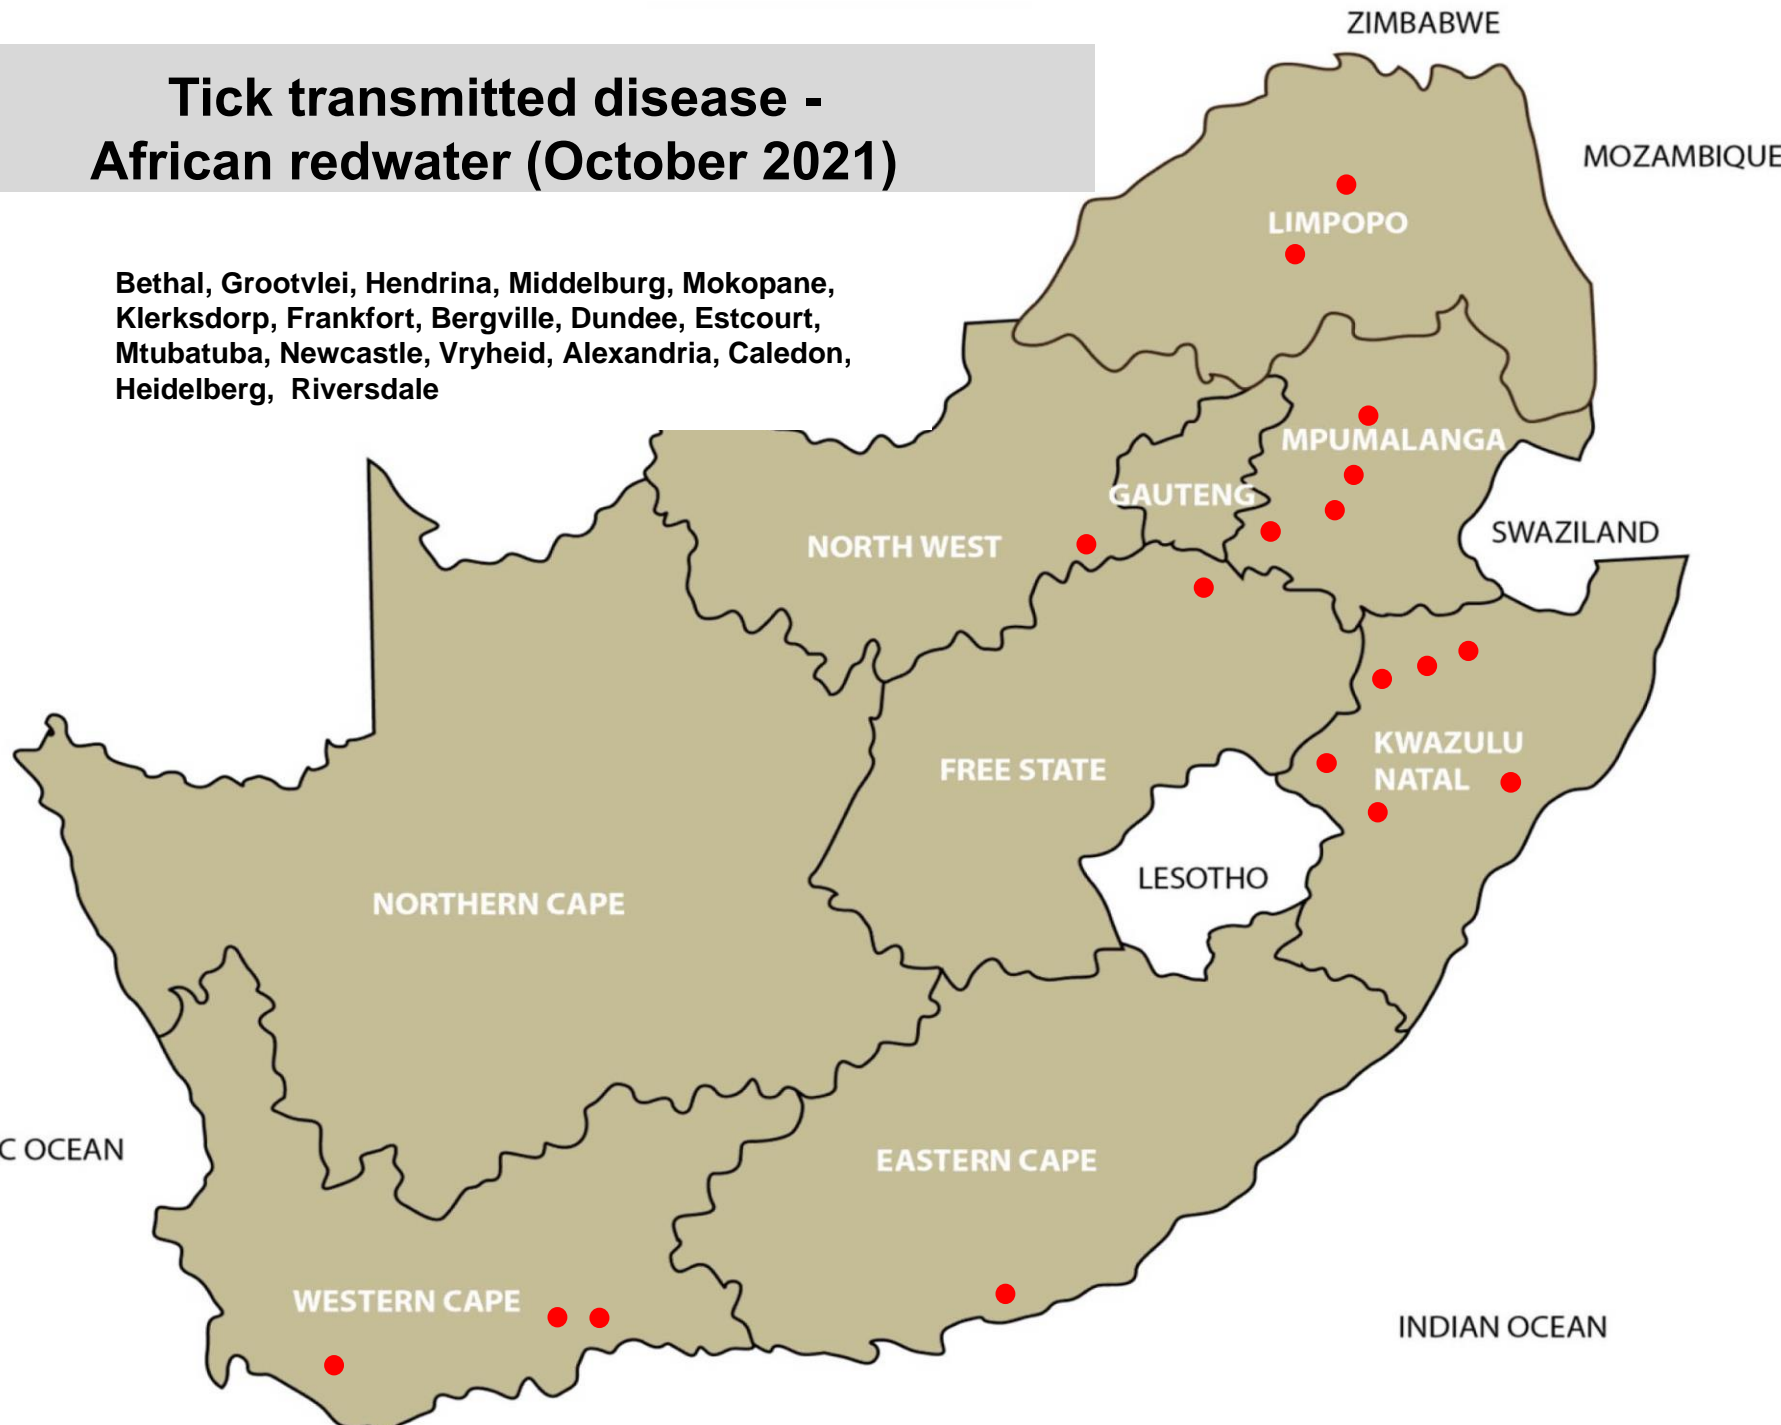 ZIMBABWE
Tick transmitted disease -
African redwater (October 2021)
MOZAMBIQUE
LIMPOPO
Bethal, Grootvlei, Hendrina, Middelburg, Mokopane,
Klerksdorp, Frankfort, Bergville, Dundee, Estcourt,
Mtubatuba, Newcastle, Vryheid, Alexandria, Caledon,
Heidelberg, Riversdale
MPUMALANGA
GAUTENG
SWAZILAND
NORTH WEST
KWAZULU
NATAL
FREE STATE
LESOTHO
NORTHERN CAPE
C OCEAN
EASTERN CAPE
WESTERN CAPE
INDIAN OCEAN